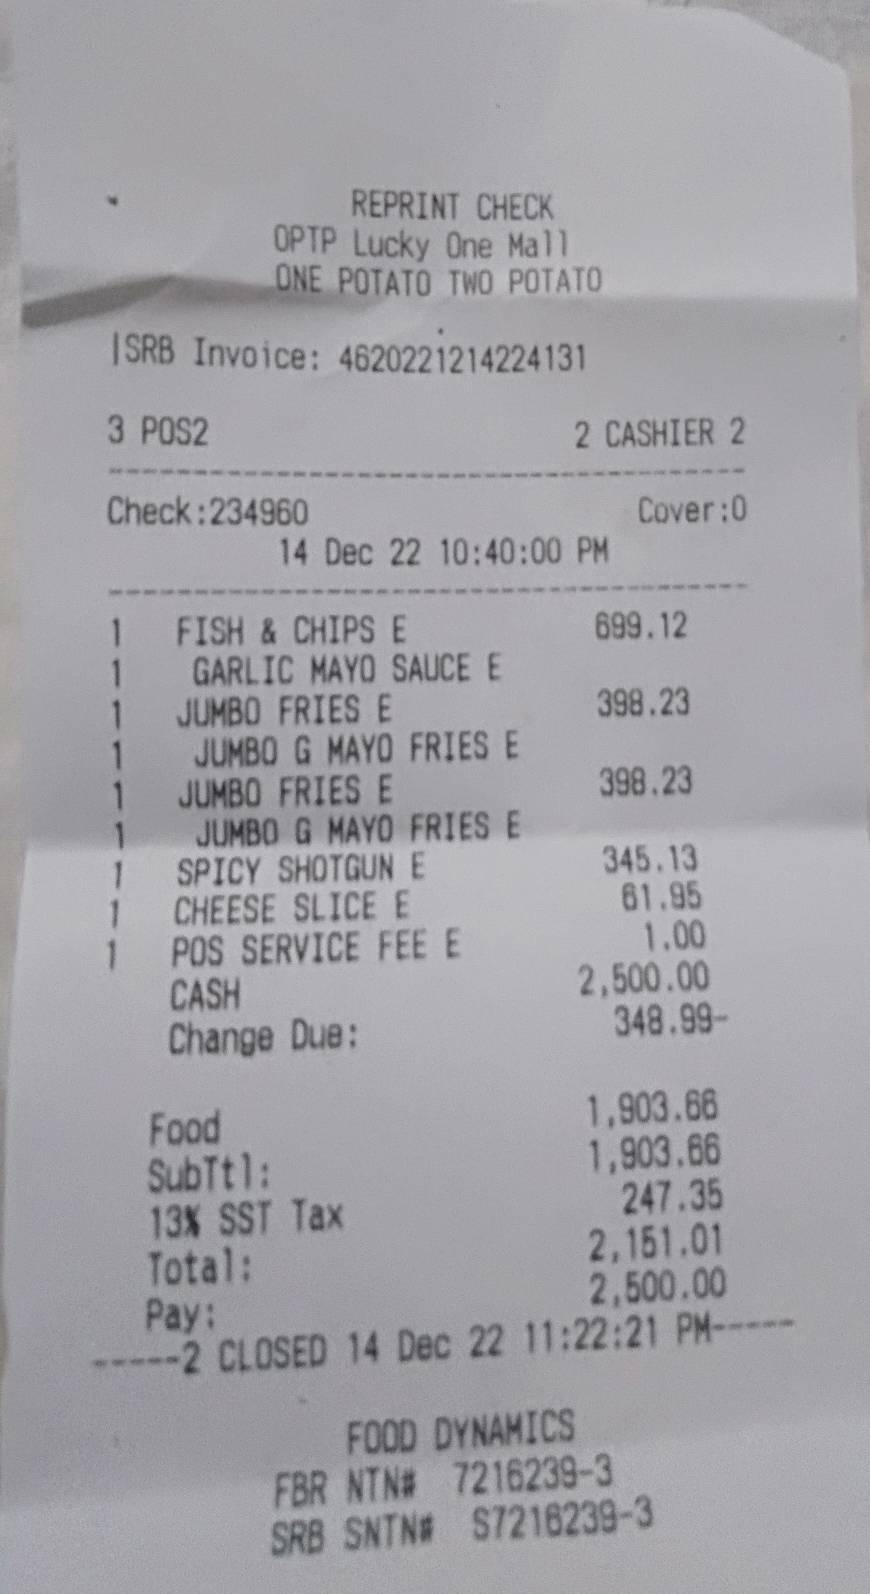 REPRINT CHECK
OPTP Lucky One Mall
ONE POTATO TWO POTATO
|SRB Invoice: 4620221214224131
3 POS2 2 CASHIER 2
Check:234960 Cover:0
14 Dec 22 10:40:00 PM
1 FISH & CHIPS E 699.12
1 GARLIC MAYO SAUCE E
1 JUMBO FRIES E 398.23
1 JUMBO G MAYO FRIES E
1 JUMBO FRIES E 398.23
1 JUMBO G MAYO FRIES E
1 SPICY SHOTGUN E 345.13
1 CHEESE SLICE E 61.95
1 POS SERVICE FEE E 1.00
CASH 2,500.00
Change Due: 348.99-
Food 1,903.66
SubTtl: 1,903.66
13% SST Tax 247.35
Total: 2,151.01
Pay: 2,500.00
-----2 CLOSED 14 Dec 22 11:22:21 PM-----
FOOD DYNAMICS
FBR NTN# 7216239-3
SRB SNTN# S7216239-3